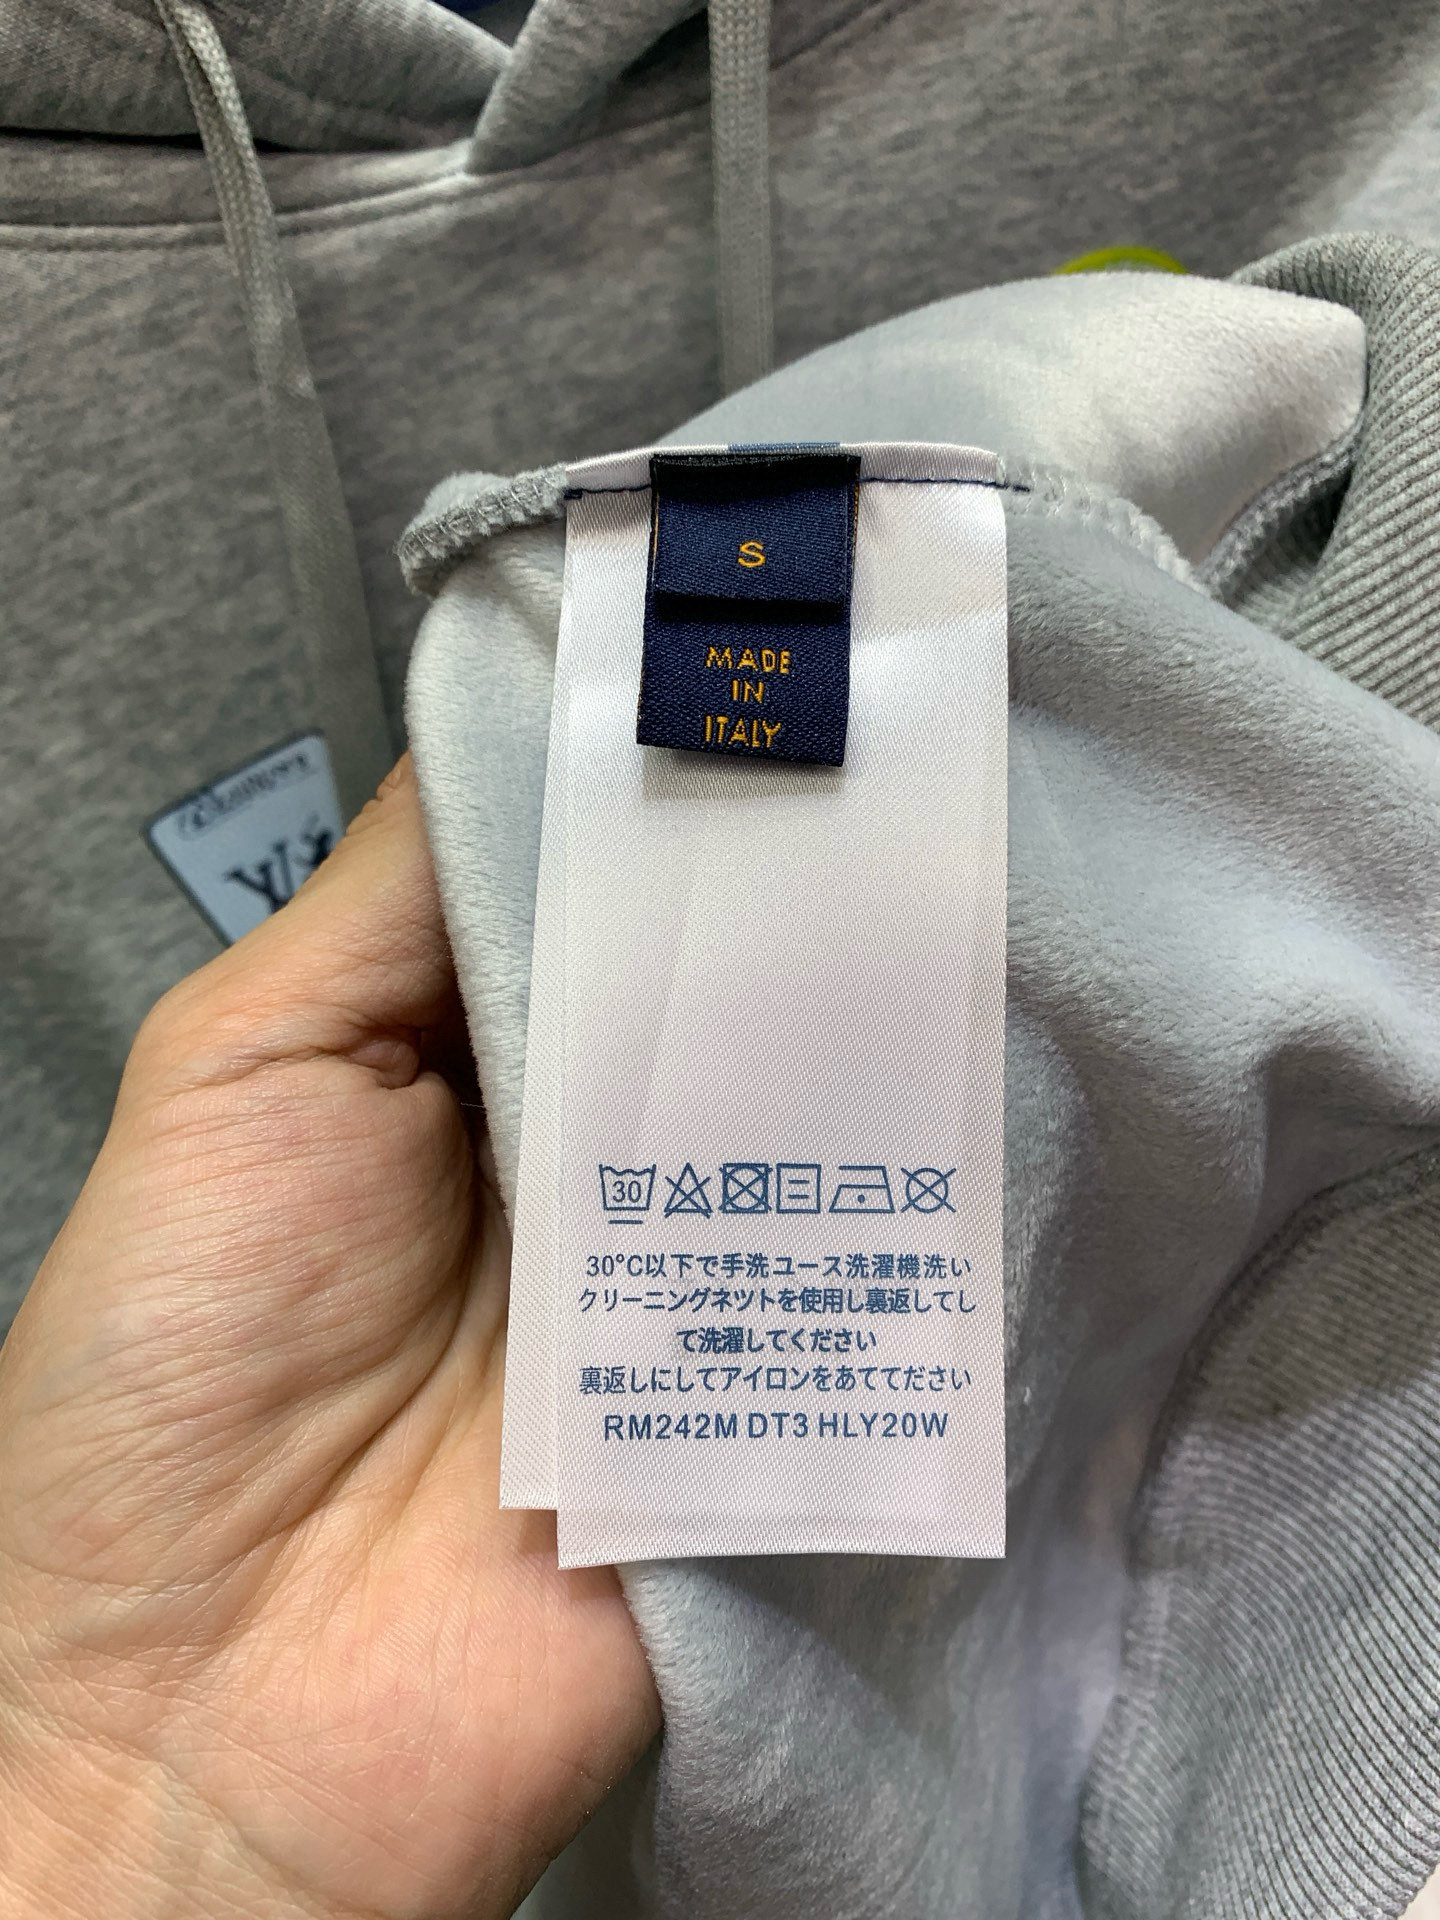 S
MADE
IN
ITALY
30
30°C以下で手洗ユース洗濯機洗い
クリーニングネツトを使用し裏返してし
て洗濯してください
裏返しにしてアイロンをあててださい
RM242M DT3 HLY20W